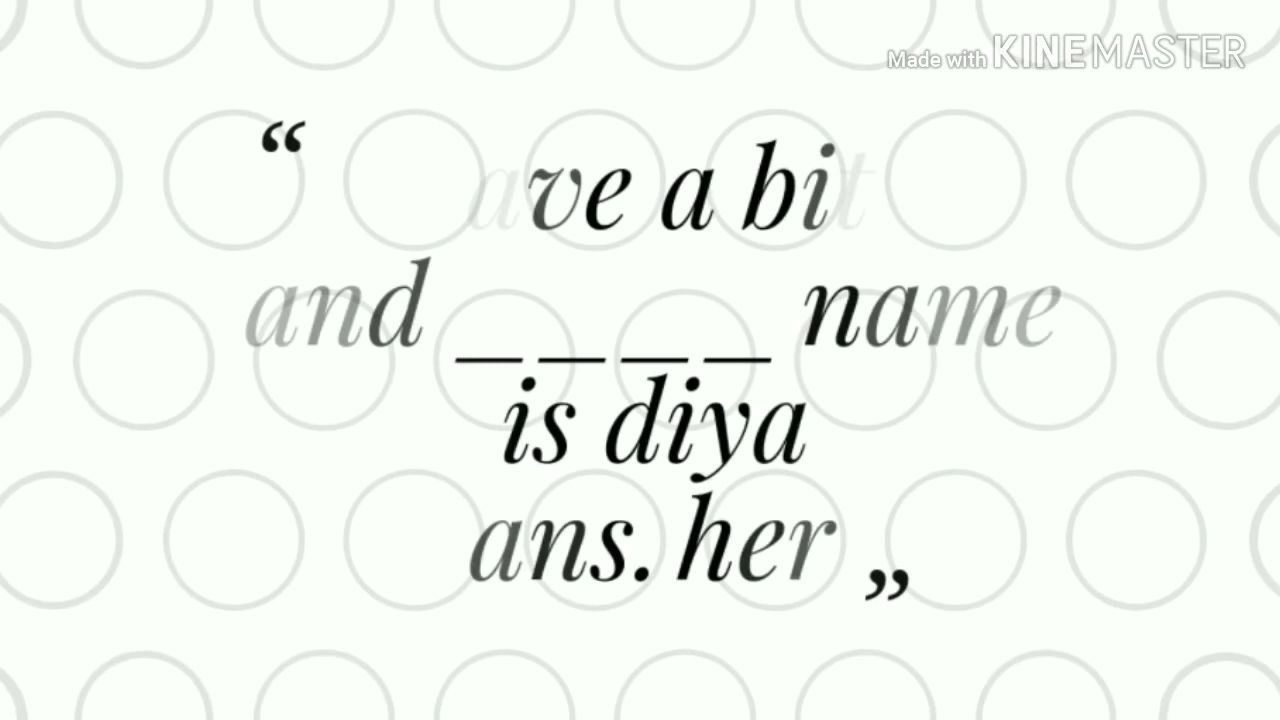 Made with KINEMASTER
“ ave a bit
and _ _ _ _ name
is diya
ans. her ”